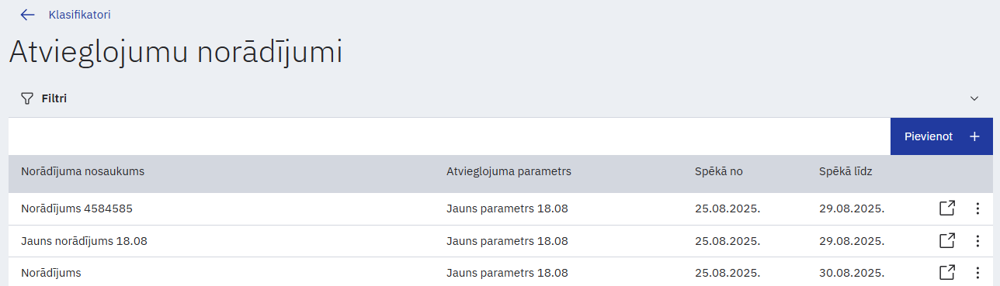 Klasifikatori
Atvieglojumu norādījumi
Filtri
Pievienot
Norādījuma nosaukums Atvieglojuma parametrs Spēkā no Spēkā līdz
Norādījums 4584585 Jauns parametrs 18.08 25.08.2025. 29.08.2025.
Jauns norādījums 18.08 Jauns parametrs 18.08 25.08.2025. 29.08.2025.
Norādījums Jauns parametrs 18.08 25.08.2025. 30.08.2025.